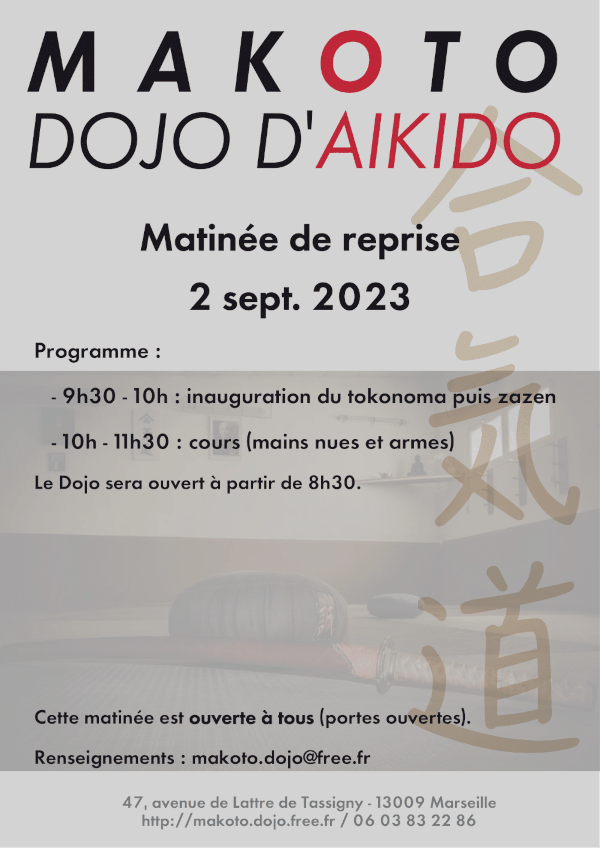 MAKOTO
DOJO D'AIKIDO
Matinée de reprise
2 sept. 2023
Programme :
- 9h30 - 10h : inauguration du tokonoma puis zazen
- 10h - 11h30 : cours (mains nues et armes)
Le Dojo sera ouvert à partir de 8h30.
Cette matinée est ouverte à tous (portes ouvertes).
Renseignements : makoto.dojo@free.fr
47, avenue de Lattre de Tassigny - 13009 Marseille
http://makoto.dojo.free.fr / 06 03 83 22 86
合氣道